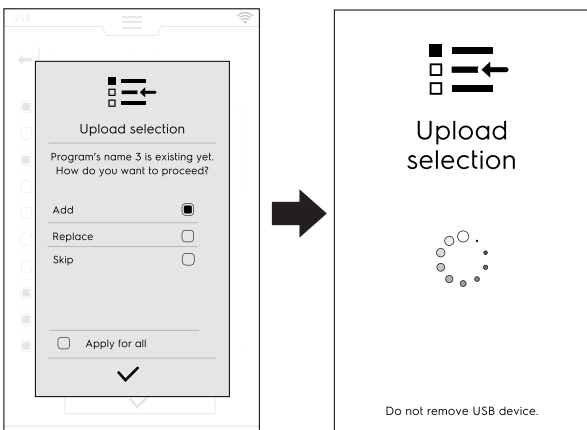 USB
Upload selection
Program's name 3 is existing yet.
How do you want to proceed?
Add
Replace
Skip
Apply for all
Upload
selection
Do not remove USB device.